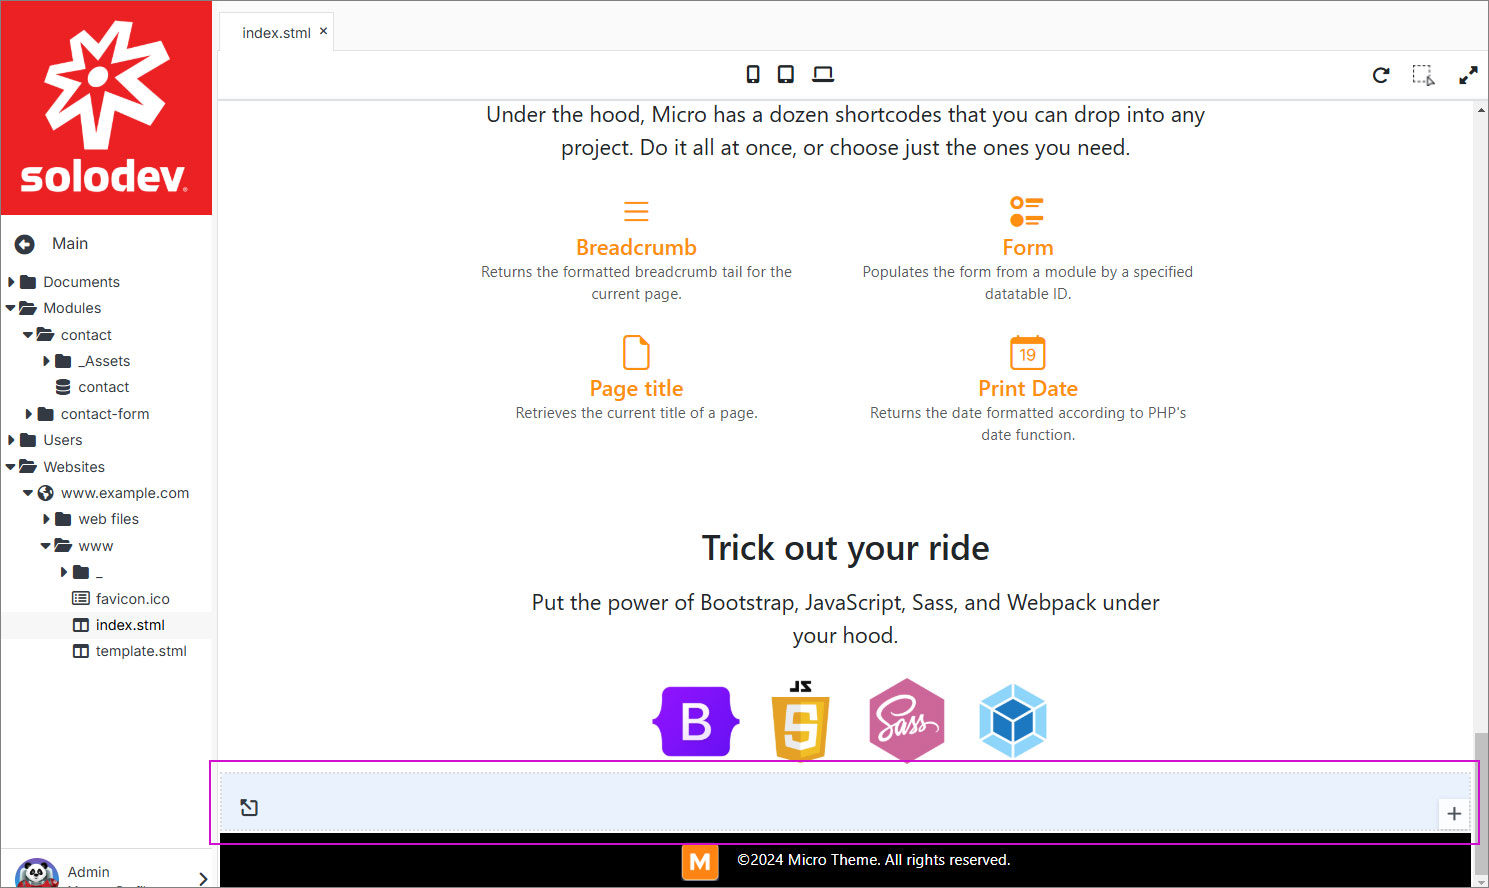 solodev
index.stml
Main
Documents
Modules
contact
_Assets
contact
contact-form
Users
Websites
www.example.com
web files
www
_
favicon.ico
index.stml
template.stml
Admin
Under the hood, Micro has a dozen shortcodes that you can drop into any
project. Do it all at once, or choose just the ones you need.
Breadcrumb
Returns the formatted breadcrumb tail for the
current page.
Form
Populates the form from a module by a specified
datatable ID.
Page title
Retrieves the current title of a page.
19
Print Date
Returns the date formatted according to PHP's
date function.
Trick out your ride
Put the power of Bootstrap, JavaScript, Sass, and Webpack under
your hood.
B
JS
5
Sass
M
©2024 Micro Theme. All rights reserved.